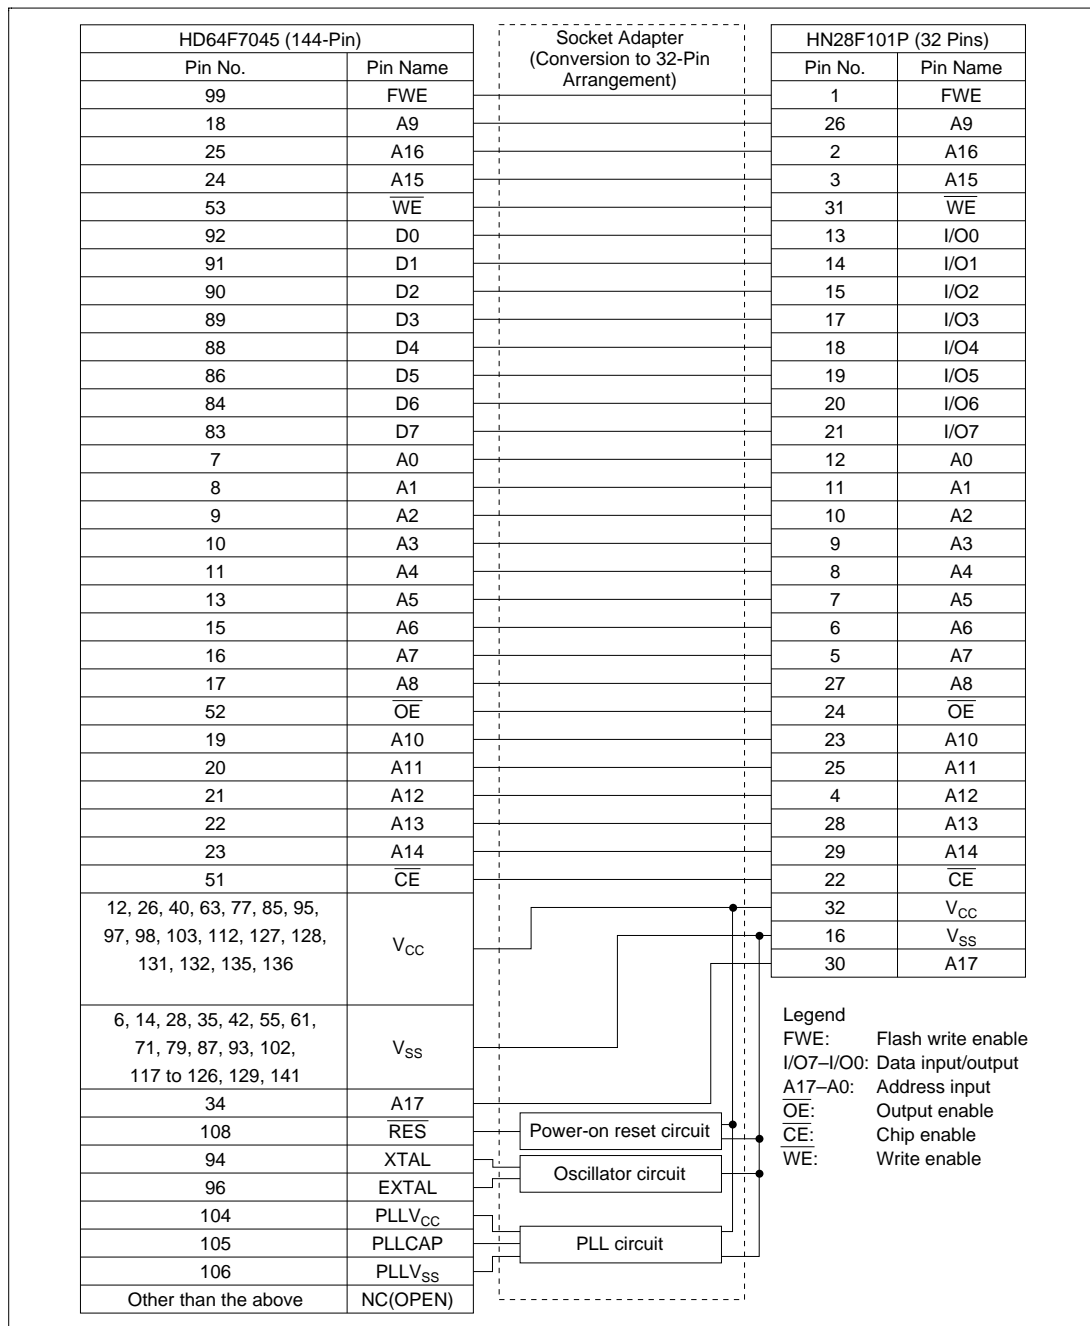 HD64F7045 (144-Pin) Socket Adapter HN28F101P (32 Pins)
Pin No. Pin Name (Conversion to 32-Pin Pin No. Pin Name
Arrangement)
99 FWE 1 FWE
18 A9 26 A9
25 A16 2 A16
24 A15 3 A15
53 W̅E̅ 31 W̅E̅
92 D0 13 I/O0
91 D1 14 I/O1
90 D2 15 I/O2
89 D3 17 I/O3
88 D4 18 I/O4
86 D5 19 I/O5
84 D6 20 I/O6
83 D7 21 I/O7
7 A0 12 A0
8 A1 11 A1
9 A2 10 A2
10 A3 9 A3
11 A4 8 A4
13 A5 7 A5
15 A6 6 A6
16 A7 5 A7
17 A8 27 A8
52 O̅E̅ 24 O̅E̅
19 A10 23 A10
20 A11 25 A11
21 A12 4 A12
22 A13 28 A13
23 A14 29 A14
51 C̅E̅ 22 C̅E̅
12, 26, 40, 63, 77, 85, 95, 32 VCC
97, 98, 103, 112, 127, 128, VCC 16 VSS
131, 132, 135, 136 30 A17
6, 14, 28, 35, 42, 55, 61,
71, 79, 87, 93, 102, VSS
117 to 126, 129, 141
34 A17
108 R̅E̅S̅ Power-on reset circuit
94 XTAL Oscillator circuit
96 EXTAL
104 PLLVCC
105 PLLCAP PLL circuit
106 PLLVSS
Other than the above NC(OPEN)
Legend
FWE: Flash write enable
I/O7–I/O0: Data input/output
A17–A0: Address input
O̅E̅: Output enable
C̅E̅: Chip enable
W̅E̅: Write enable